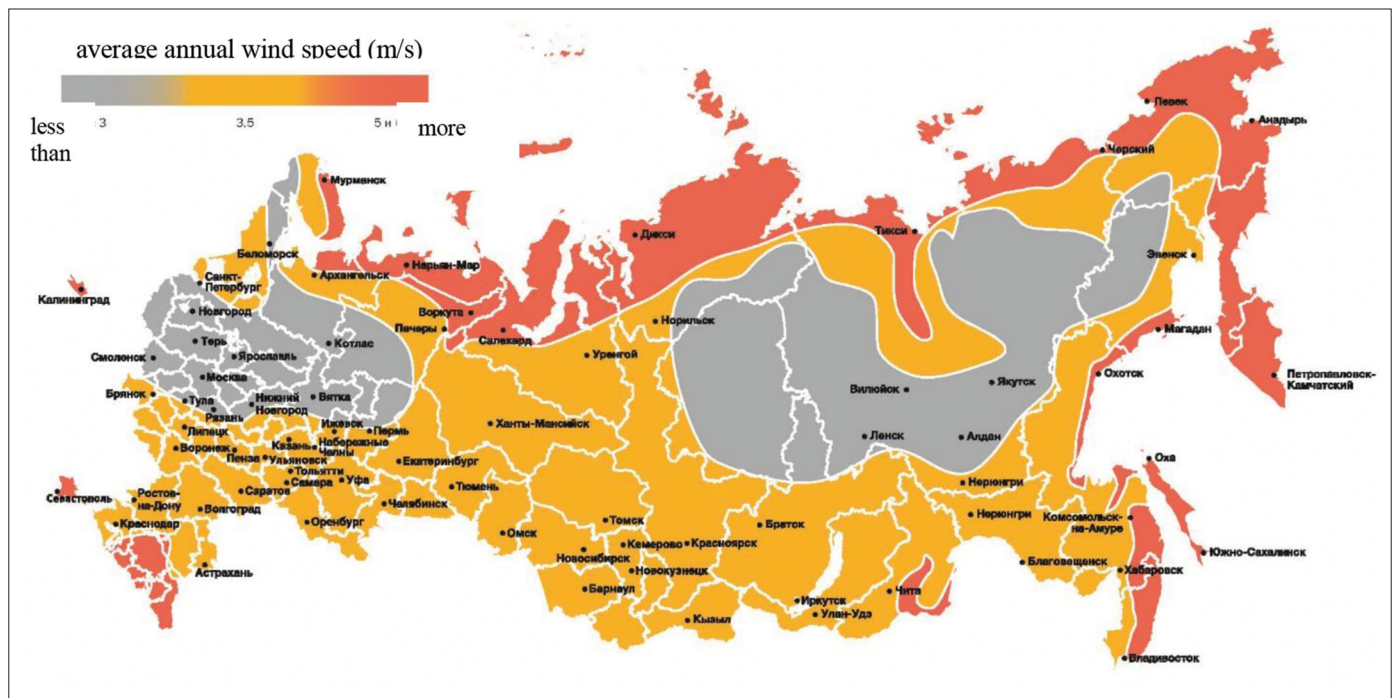 average annual wind speed (m/s)
less
than
3
3,5
5 и
more
Певек
Анадырь
Черский
Мурманск
Тикси
Диксон
Беломорск
Нарьян-Мар
Архангельск
Эвенск
Санкт-
Петербург
Калининград
Новгород
Воркута
Печеры
Норильск
Магадан
Терь
Котлас
Салехард
Смоленск
Ярославль
Уренгой
Москва
Якутск
Охотск
Петропавловск-
Камчатский
Брянск
Тула
Нижний
Новгород
Вятка
Вилюйск
Рязань
Ижевск
Пермь
Ханты-Мансийск
Липецк
Казань
Набережные
Челны
Ленск
Алдан
Воронеж
Пенза
Ульяновск
Екатеринбург
Оха
Тольятти
Самара
Уфа
Тюмень
Нерюнгри
Севастополь
Ростов-
на-Дону
Саратов
Челябинск
Волгоград
Краснодар
Оренбург
Омск
Томск
Братск
Нерюнгри
Комсомольск-
на-Амуре
Кемерово
Красноярск
Новосибирск
Южно-Сахалинск
Астрахань
Новокузнецк
Благовещенск
Хабаровск
Барнаул
Чита
Иркутск
Улан-Удэ
Кызыл
Владивосток